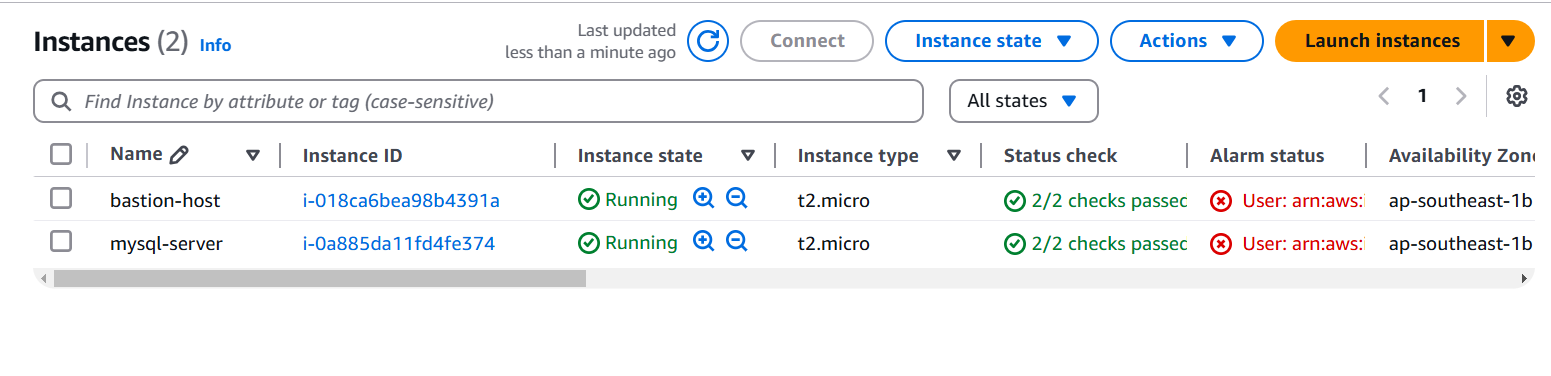 Instances (2) Info
Last updated
less than a minute ago
Connect
Instance state
Actions
Launch instances
Find Instance by attribute or tag (case-sensitive)
All states
1
Name Instance ID Instance state Instance type Status check Alarm status Availability Zon
bastion-host i-018ca6bea98b4391a Running t2.micro 2/2 checks passed User: arn:aws:i ap-southeast-1b
mysql-server i-0a885da11fd4fe374 Running t2.micro 2/2 checks passed User: arn:aws:i ap-southeast-1b